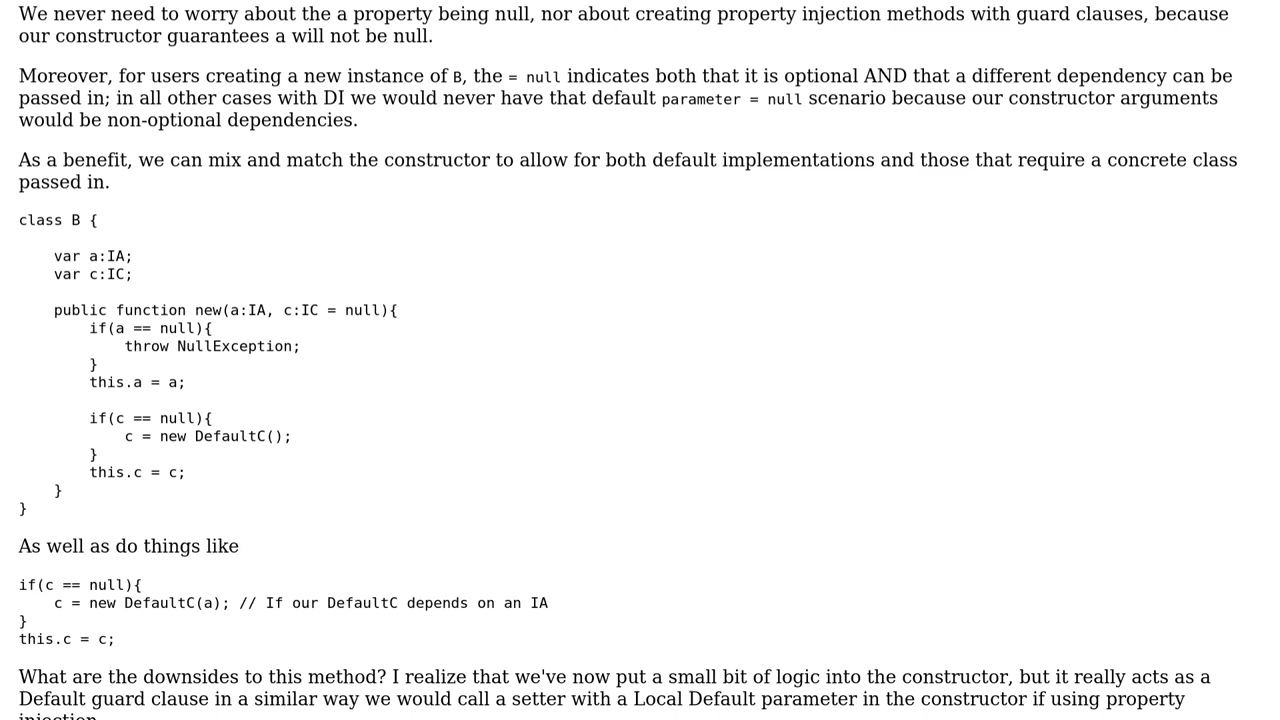 We never need to worry about the a property being null, nor about creating property injection methods with guard clauses, because
our constructor guarantees a will not be null.
Moreover, for users creating a new instance of B, the = null indicates both that it is optional AND that a different dependency can be
passed in; in all other cases with DI we would never have that default parameter = null scenario because our constructor arguments
would be non-optional dependencies.
As a benefit, we can mix and match the constructor to allow for both default implementations and those that require a concrete class
passed in.
class B {
    var a:IA;
    var c:IC;
    public function new(a:IA, c:IC = null){
        if(a == null){
            throw NullException;
        }
        this.a = a;
        if(c == null){
            c = new DefaultC();
        }
        this.c = c;
    }
}
As well as do things like
if(c == null){
    c = new DefaultC(a); // If our DefaultC depends on an IA
}
this.c = c;
What are the downsides to this method? I realize that we've now put a small bit of logic into the constructor, but it really acts as a
Default guard clause in a similar way we would call a setter with a Local Default parameter in the constructor if using property